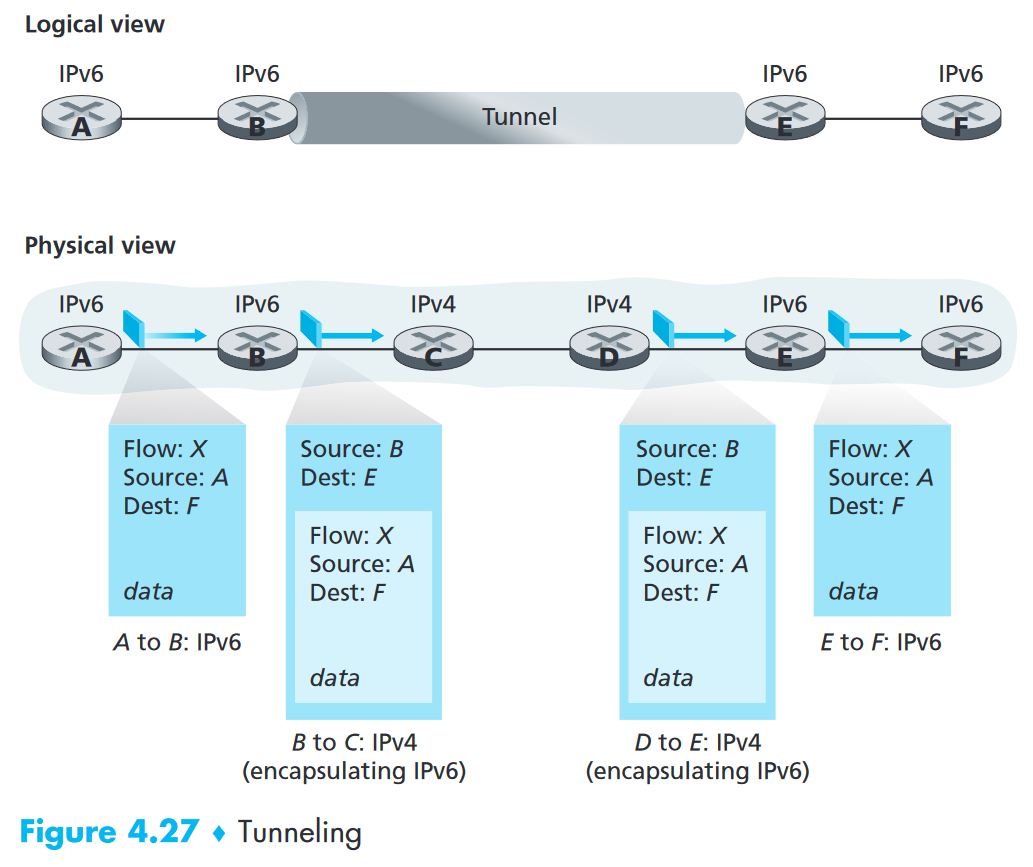 Logical view
IPv6 IPv6 IPv6 IPv6
A B Tunnel E F
Physical view
IPv6 IPv6 IPv4 IPv4 IPv6 IPv6
A B C D E F
Flow: X
Source: A
Dest: F
data
A to B: IPv6
Source: B
Dest: E
Flow: X
Source: A
Dest: F
data
B to C: IPv4
(encapsulating IPv6)
Source: B
Dest: E
Flow: X
Source: A
Dest: F
data
D to E: IPv4
(encapsulating IPv6)
Flow: X
Source: A
Dest: F
data
E to F: IPv6
Figure 4.27 ♦ Tunneling